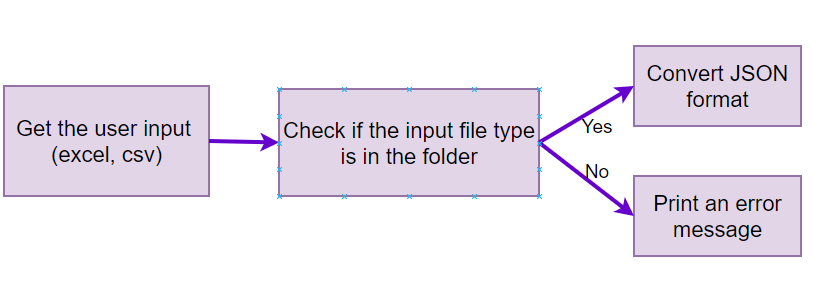 Get the user input
(excel, csv)
Check if the input file type
is in the folder
Yes
Convert JSON
format
No
Print an error
message